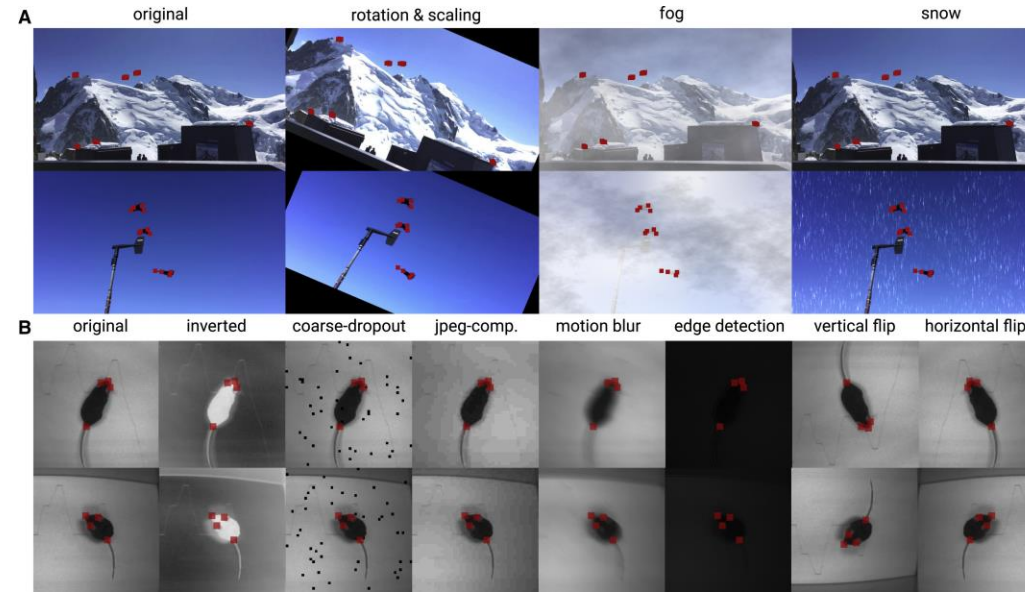 A
original rotation & scaling fog snow
B
original inverted coarse-dropout jpeg-comp. motion blur edge detection vertical flip horizontal flip